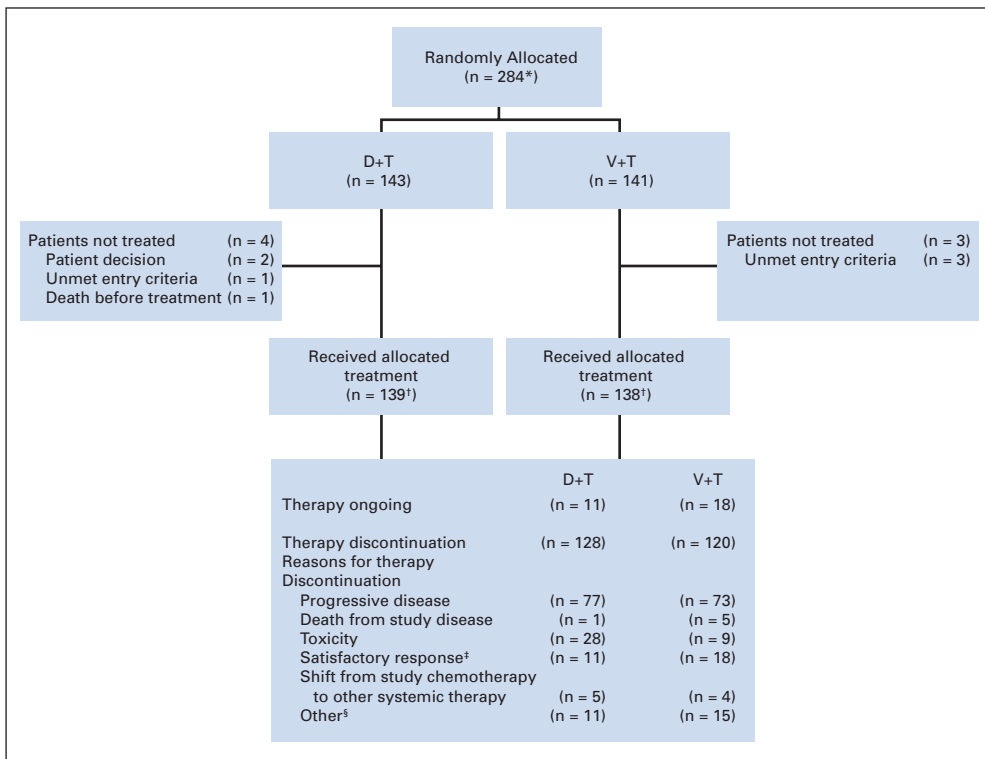 Randomly Allocated
(n = 284*)
D+T
(n = 143)
V+T
(n = 141)
Patients not treated (n = 4)
Patient decision (n = 2)
Unmet entry criteria (n = 1)
Death before treatment (n = 1)
Patients not treated (n = 3)
Unmet entry criteria (n = 3)
Received allocated
treatment
(n = 139†)
Received allocated
treatment
(n = 138†)
D+T V+T
Therapy ongoing (n = 11) (n = 18)
Therapy discontinuation (n = 128) (n = 120)
Reasons for therapy
Discontinuation
Progressive disease (n = 77) (n = 73)
Death from study disease (n = 1) (n = 5)
Toxicity (n = 28) (n = 9)
Satisfactory response‡ (n = 11) (n = 18)
Shift from study chemotherapy
to other systemic therapy (n = 5) (n = 4)
Other§ (n = 11) (n = 15)